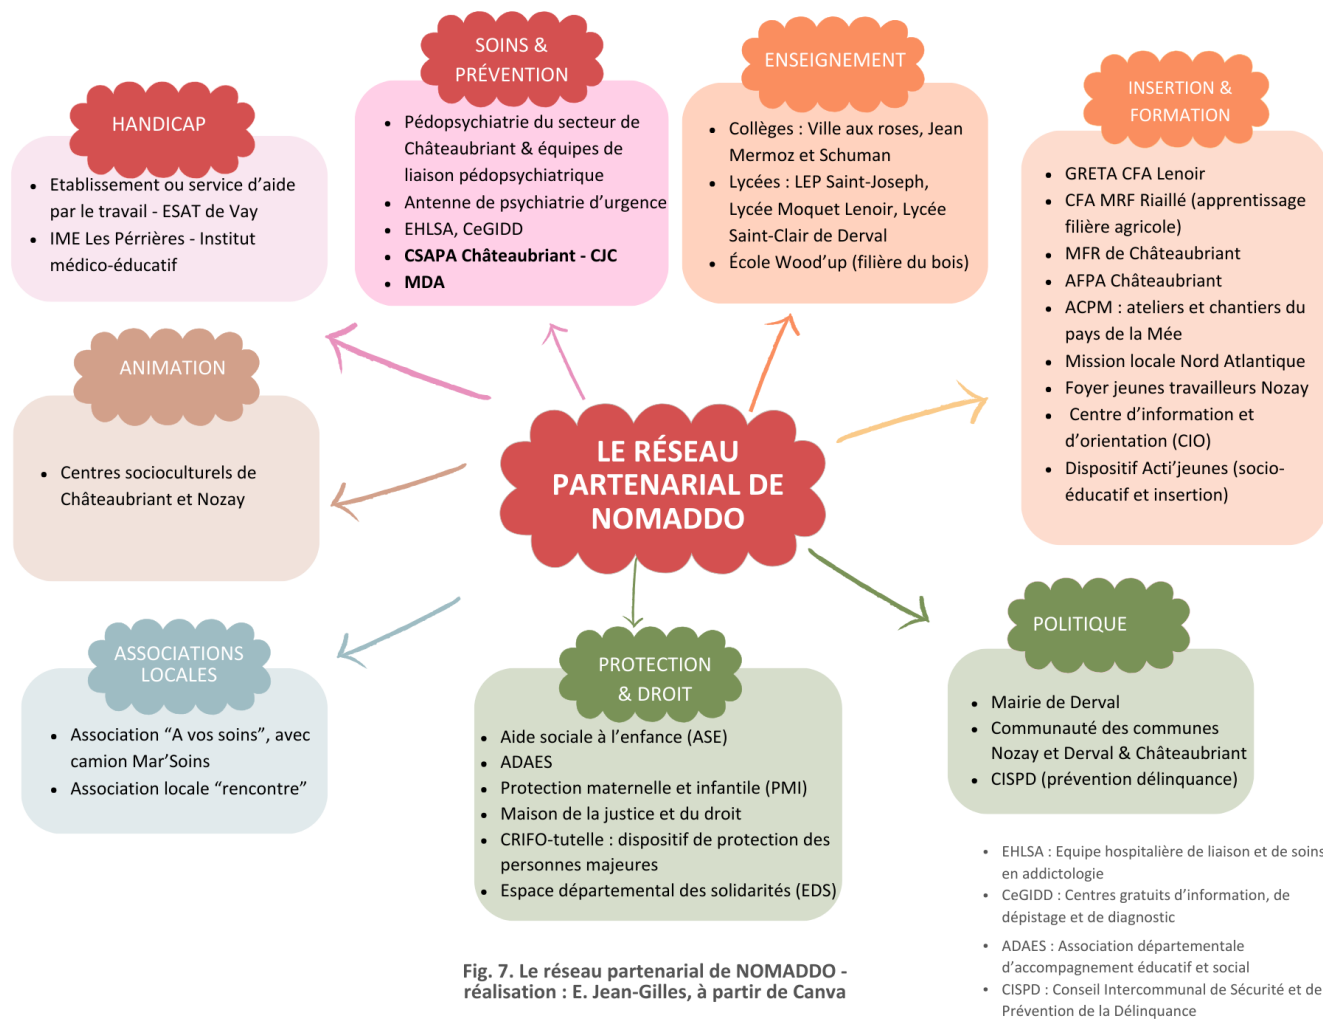 SOINS &
PRÉVENTION
Pédopsychiatrie du secteur de
Châteaubriant & équipes de
liaison pédopsychiatrique
Antenne de psychiatrie d’urgence
EHLSA, CeGIDD
CSAPA Châteaubriant - CJC
MDA
ENSEIGNEMENT
Collèges : Ville aux roses, Jean
Mermoz et Schuman
Lycées : LEP Saint-Joseph,
Lycée Moquet Lenoir, Lycée
Saint-Clair de Derval
École Wood’up (filière du bois)
INSERTION &
FORMATION
GRETA CFA Lenoir
CFA MRF Riaillé (apprentissage
filière agricole)
MFR de Châteaubriant
AFPA Châteaubriant
ACPM : ateliers et chantiers du
pays de la Mée
Mission locale Nord Atlantique
Foyer jeunes travailleurs Nozay
Centre d’information et
d’orientation (CIO)
Dispositif Acti’jeunes (socio-
éducatif et insertion)
HANDICAP
Etablissement ou service d’aide
par le travail - ESAT de Vay
IME Les Pérrières - Institut
médico-éducatif
ANIMATION
Centres socioculturels de
Châteaubriant et Nozay
LE RÉSEAU
PARTENARIAL DE
NOMADDO
ASSOCIATIONS
LOCALES
Association “A vos soins”, avec
camion Mar’Soins
Association locale “rencontre”
PROTECTION
& DROIT
Aide sociale à l’enfance (ASE)
ADAES
Protection maternelle et infantile (PMI)
Maison de la justice et du droit
CRIFO-tutelle : dispositif de protection des
personnes majeures
Espace départemental des solidarités (EDS)
POLITIQUE
Mairie de Derval
Communauté des communes
Nozay et Derval & Châteaubriant
CISPD (prévention délinquance)
EHLSA : Equipe hospitalière de liaison et de soins
en addictologie
CeGIDD : Centres gratuits d’information, de
dépistage et de diagnostic
ADAES : Association départementale
d’accompagnement éducatif et social
CISPD : Conseil Intercommunal de Sécurité et de
Prévention de la Délinquance
Fig. 7. Le réseau partenarial de NOMADDO -
réalisation : E. Jean-Gilles, à partir de Canva